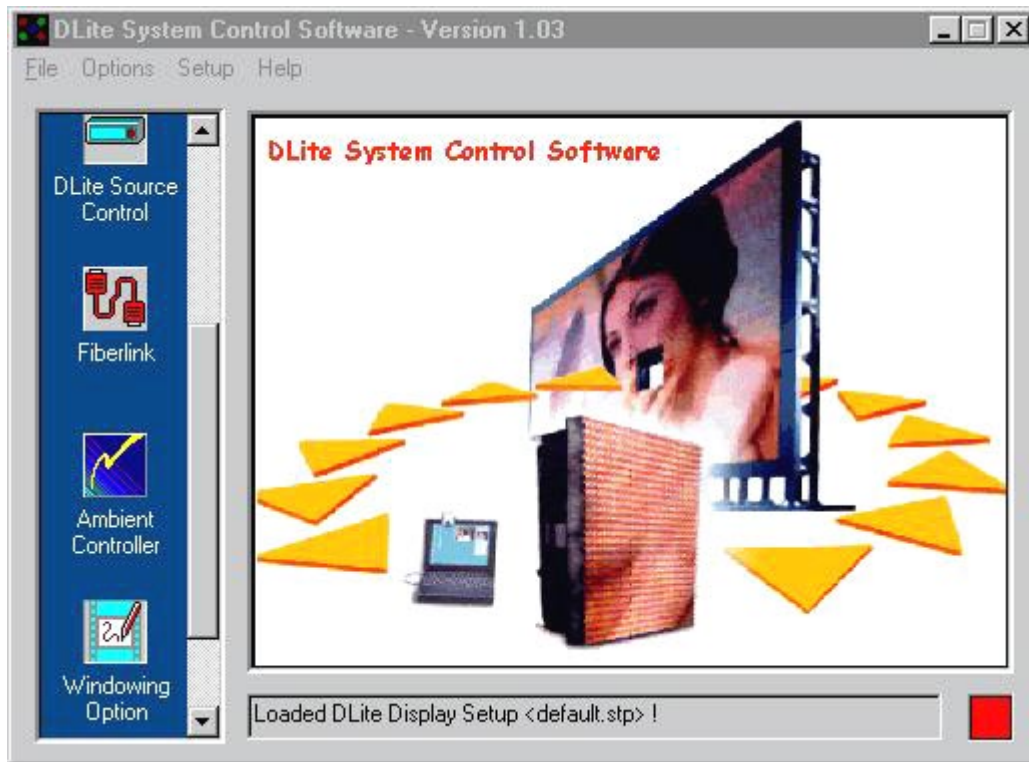 DLite System Control Software - Version 1.03
File Options Setup Help
DLite Source
Control
Fiberlink
Ambient
Controller
Windowing
Option
DLite System Control Software
Loaded DLite Display Setup <default.stp> !